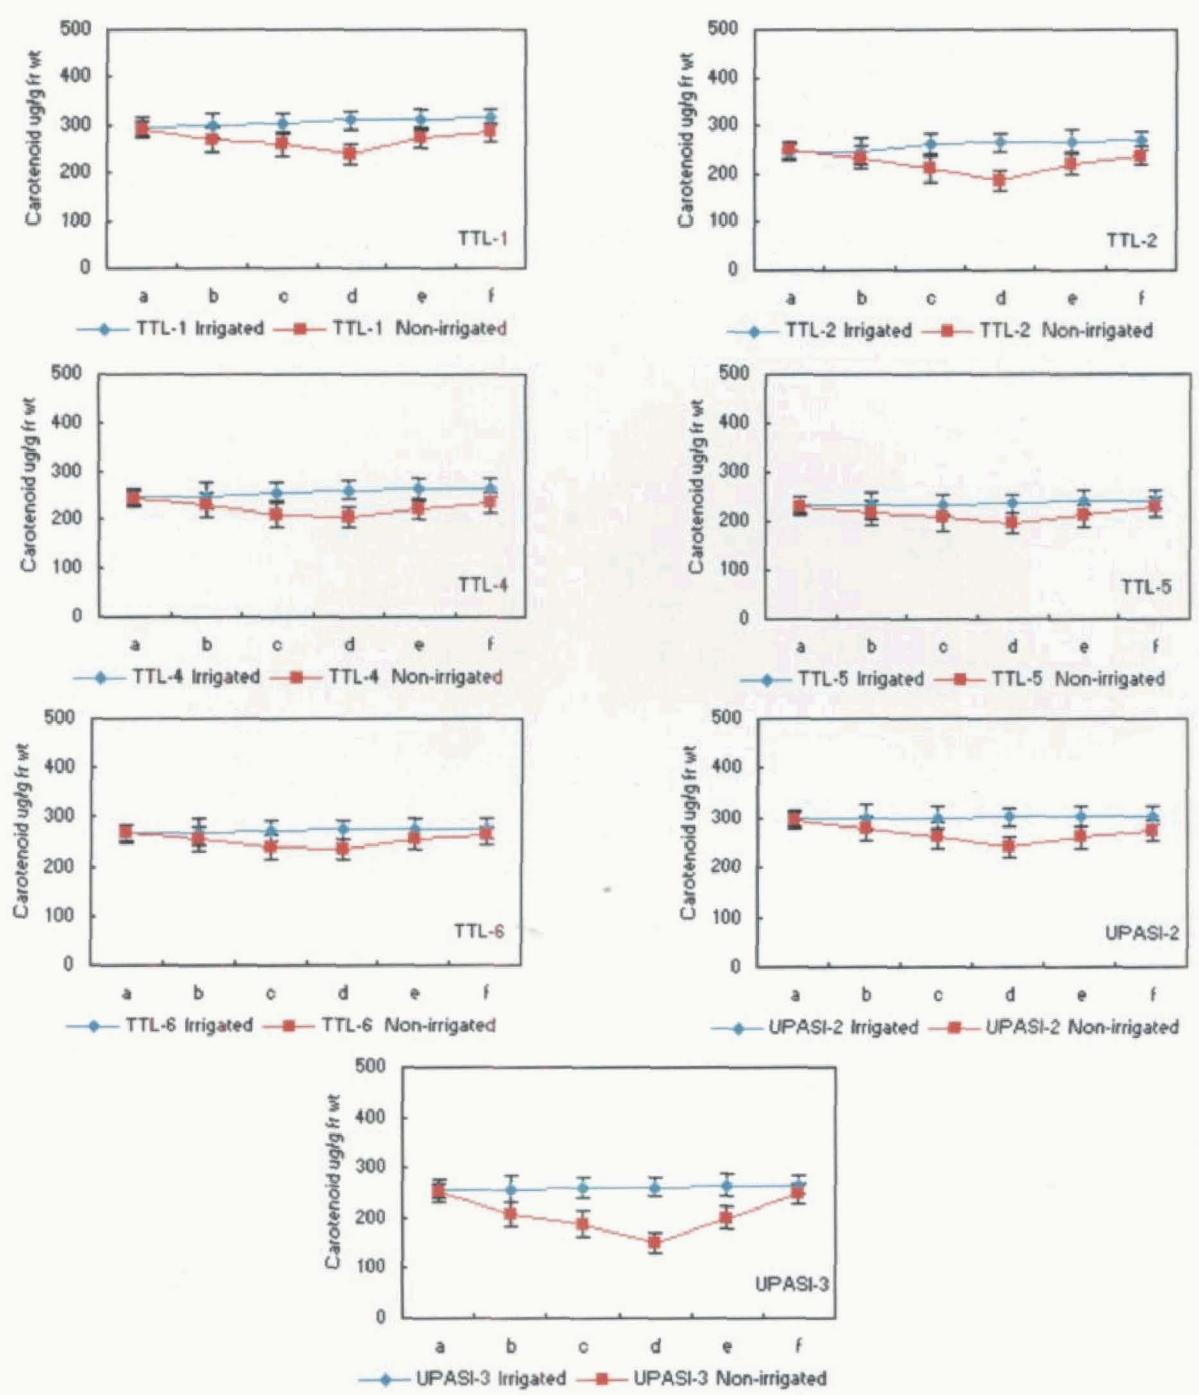 500
400
300
200
100
0
Carotenoid ug/g fr wt
TTL-1
a b c d e f
TTL-1 Irrigated TTL-1 Non-irrigated
500
400
300
200
100
0
Carotenoid ug/g fr wt
TTL-2
a b c d e f
TTL-2 Irrigated TTL-2 Non-irrigated
500
400
300
200
100
0
Carotenoid ug/g fr wt
TTL-4
a b c d e f
TTL-4 Irrigated TTL-4 Non-irrigated
500
400
300
200
100
0
Carotenoid ug/g fr wt
TTL-5
a b c d e f
TTL-5 Irrigated TTL-5 Non-irrigated
500
400
300
200
100
0
Carotenoid ug/g fr wt
TTL-6
a b c d e f
TTL-6 Irrigated TTL-6 Non-irrigated
500
400
300
200
100
0
Carotenoid ug/g fr wt
UPASI-2
a b c d e f
UPASI-2 Irrigated UPASI-2 Non-irrigated
500
400
300
200
100
0
Carotenoid ug/g fr wt
UPASI-3
a b c d e f
UPASI-3 Irrigated UPASI-3 Non-irrigated